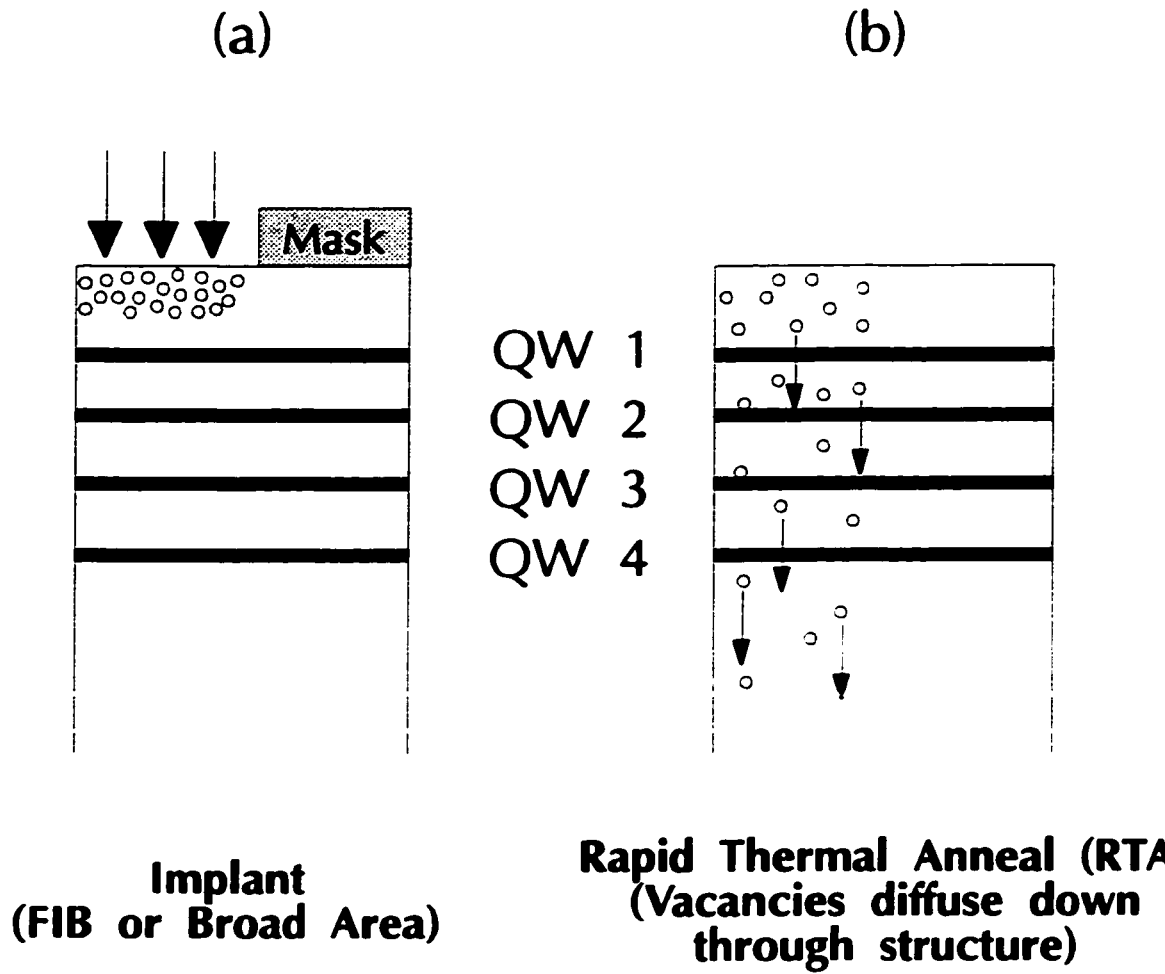 (a)
(b)
Mask
QW 1
QW 2
QW 3
QW 4
Implant
(FIB or Broad Area)
Rapid Thermal Anneal (RTA
(Vacancies diffuse down
through structure)